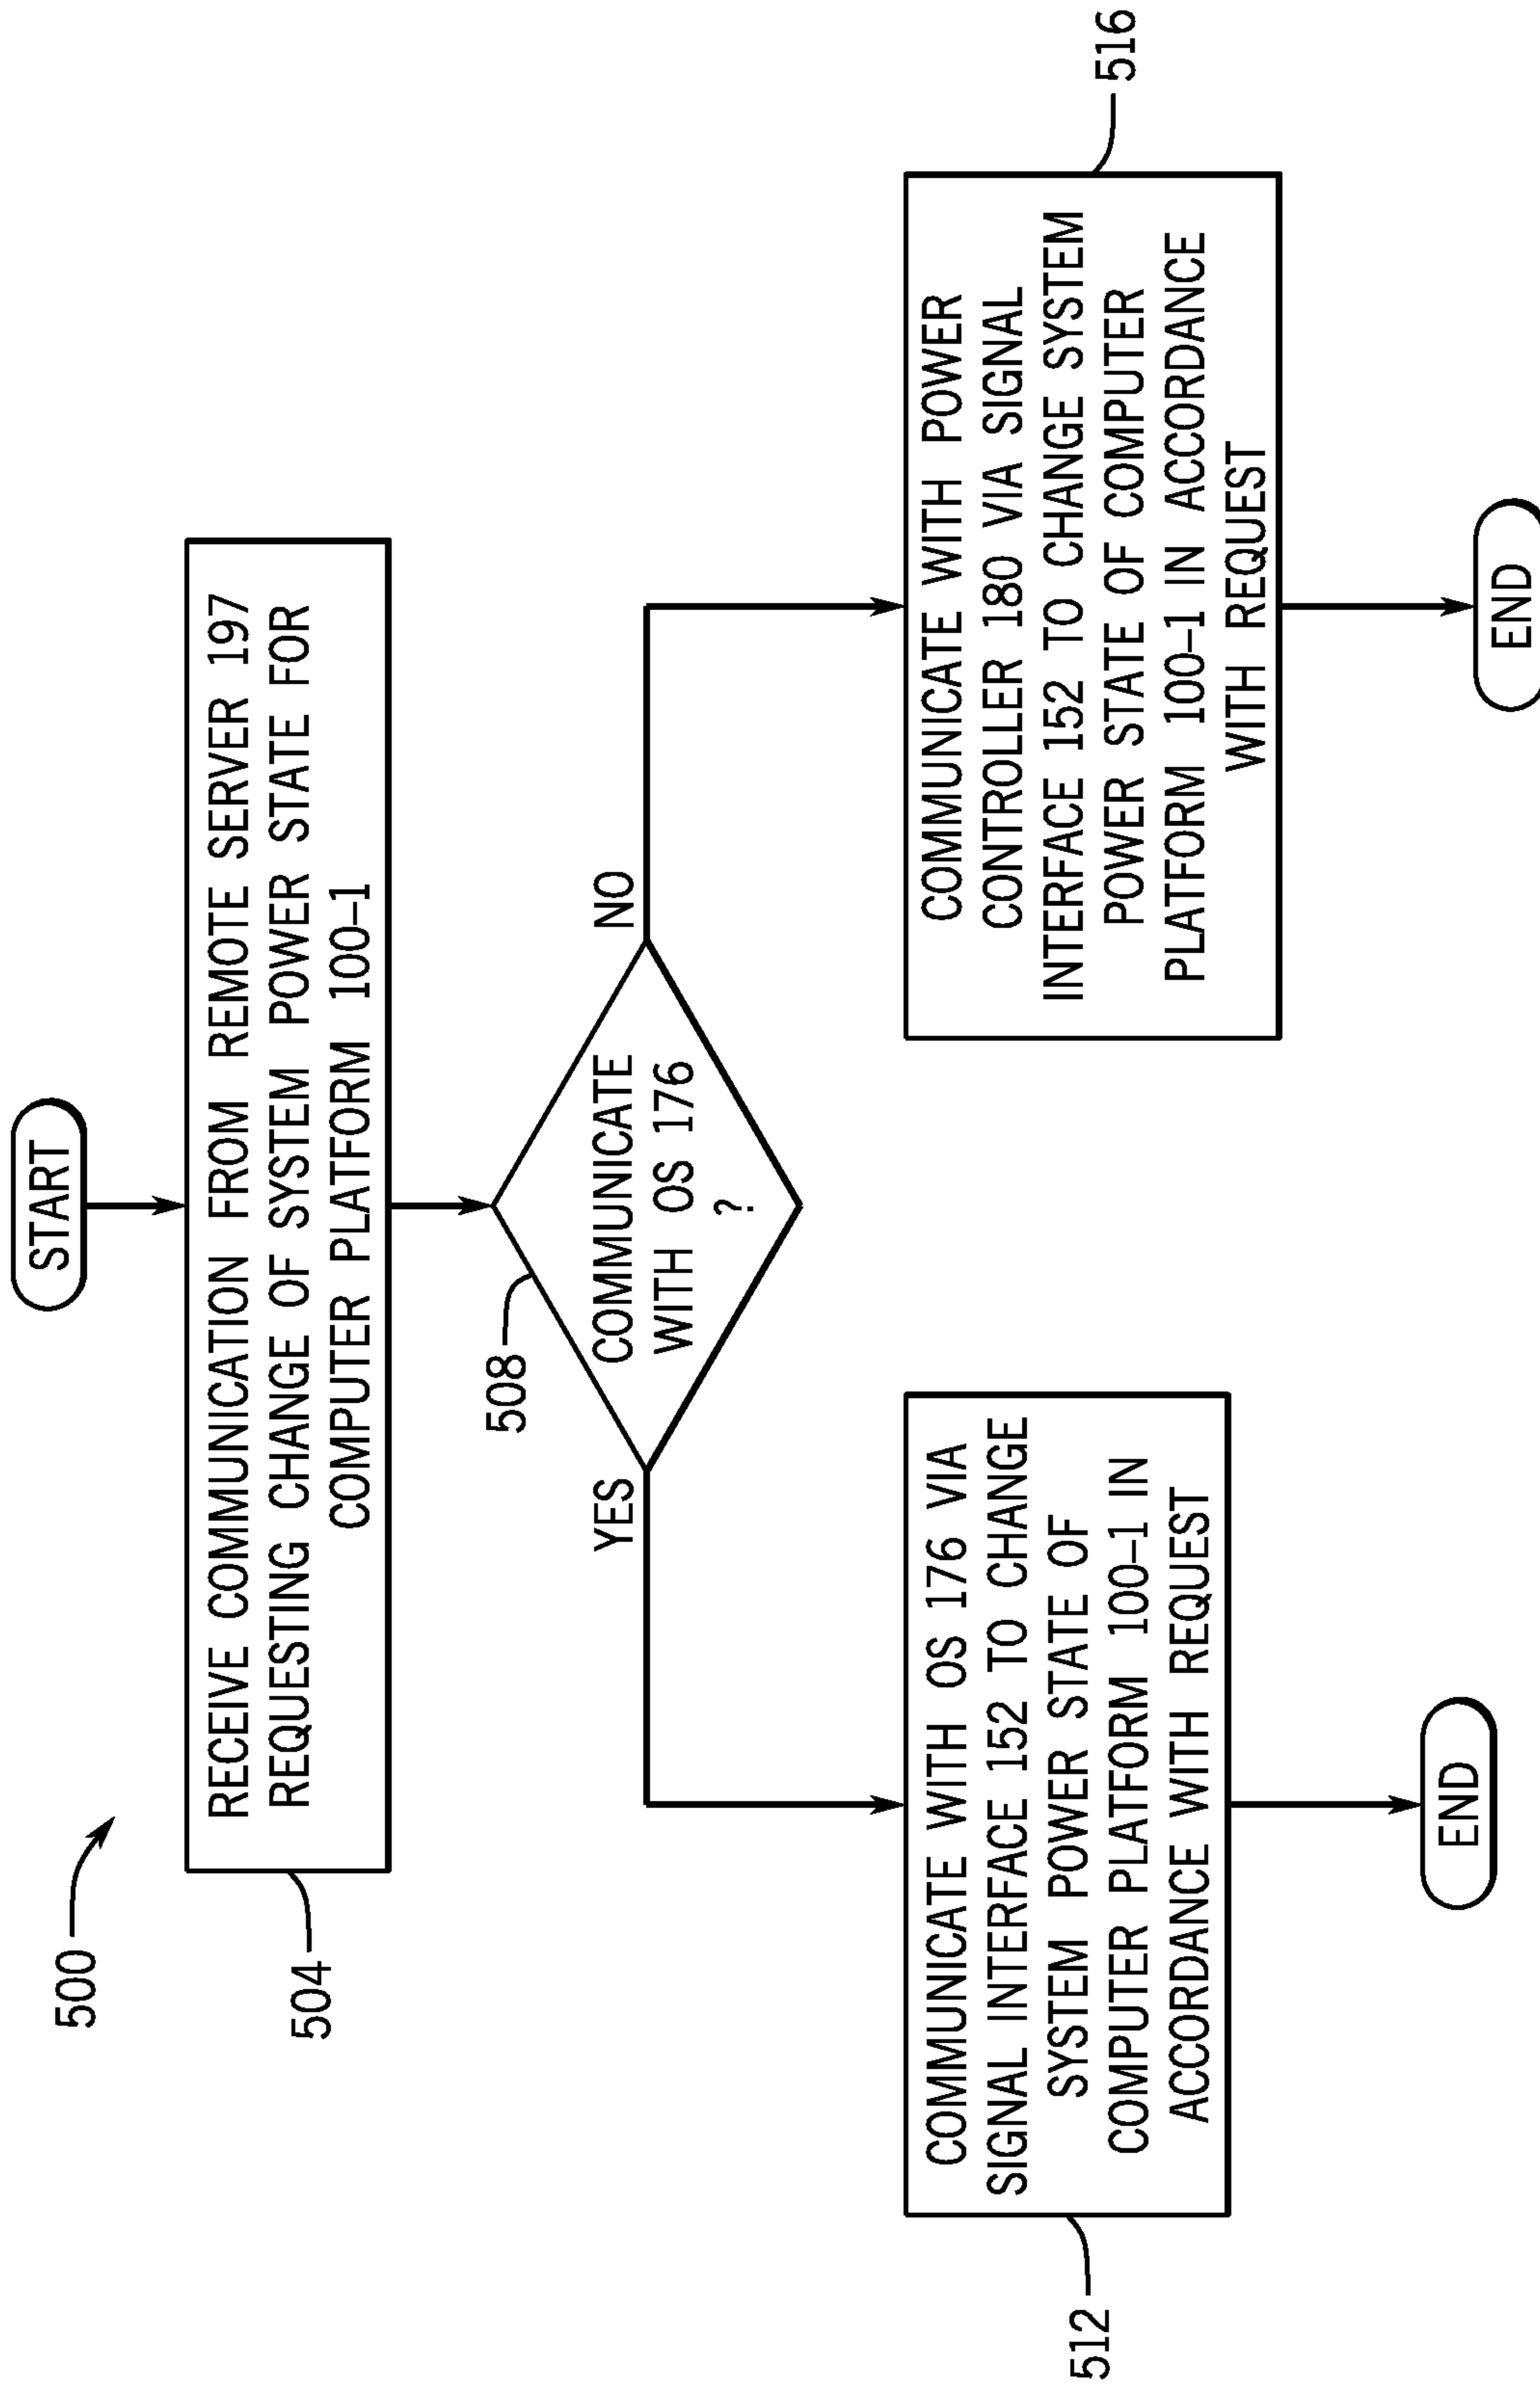 500
START
504
RECEIVE COMMUNICATION FROM REMOTE SERVER 197
REQUESTING CHANGE OF SYSTEM POWER STATE FOR
COMPUTER PLATFORM 100-1
508
COMMUNICATE
WITH OS 176
?
YES
NO
512
COMMUNICATE WITH OS 176 VIA
SIGNAL INTERFACE 152 TO CHANGE
SYSTEM POWER STATE OF
COMPUTER PLATFORM 100-1 IN
ACCORDANCE WITH REQUEST
END
516
COMMUNICATE WITH POWER
CONTROLLER 180 VIA SIGNAL
INTERFACE 152 TO CHANGE SYSTEM
POWER STATE OF COMPUTER
PLATFORM 100-1 IN ACCORDANCE
WITH REQUEST
END